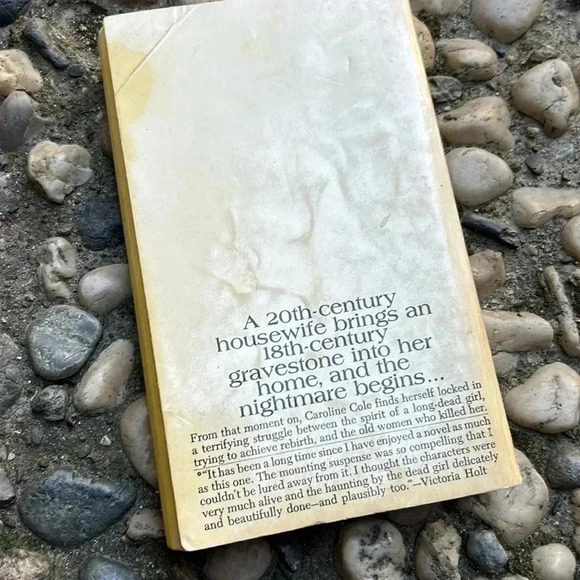 A 20th-century
housewife brings an
18th-century
gravestone into her
home, and the
nightmare begins...
From that moment on, Caroline Cole finds herself locked in
a terrifying struggle between the spirit of a long-dead girl,
trying to achieve rebirth, and the old women who killed her.
"It has been a long time since I have enjoyed a novel as much
as this one. The mounting suspense was so compelling that I
couldn't be lured away from it. I thought the characters were
very much alive and the haunting by the dead girl delicately
and beautifully done—and plausibly too."—Victoria Holt